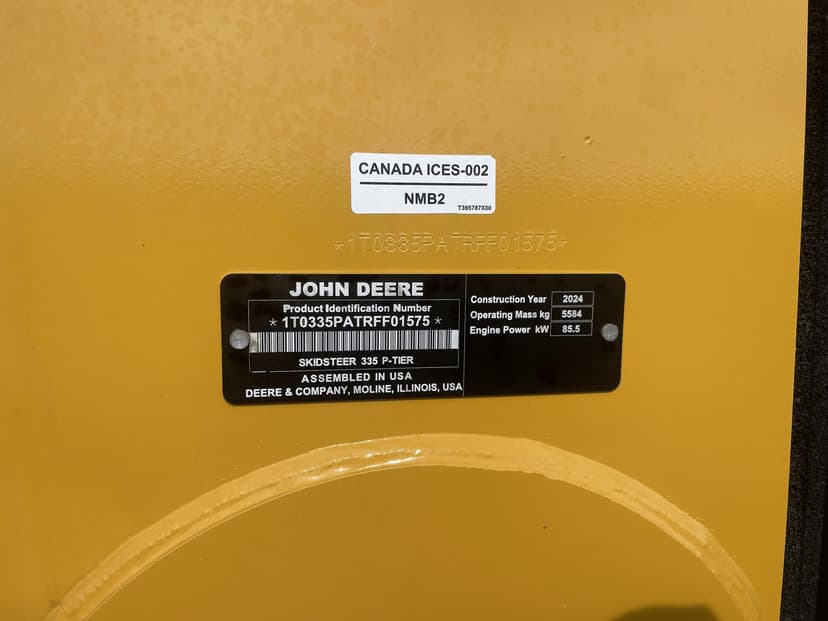 CANADA ICES-002
NMB2
T395787X00
*1T0335PATRFF01575*
JOHN DEERE
Product Identification Number
* 1T0335PATRFF01575 *
SKIDSTEER 335 P-TIER
ASSEMBLED IN USA
DEERE & COMPANY, MOLINE, ILLINOIS, USA
Construction Year 2024
Operating Mass kg 5584
Engine Power kW 85.5